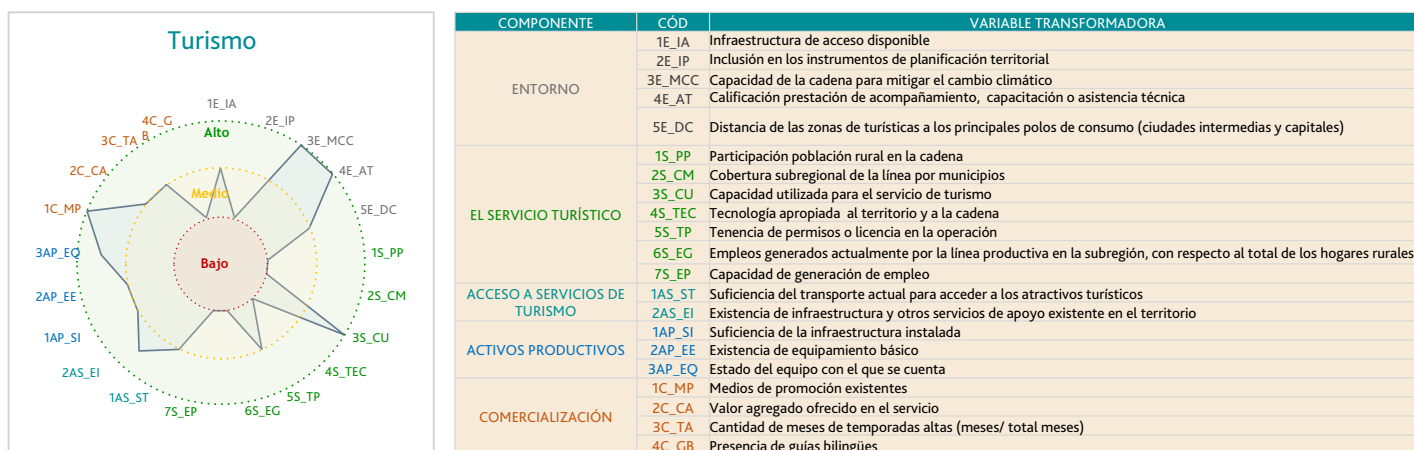 Turismo
1E_IA
2E_IP
3E_MCC
4E_AT
5E_DC
1S_PP
2S_CM
3S_CU
4S_TEC
5S_TP
6S_EG
7S_EP
1AS_ST
2AS_EI
1AP_SI
2AP_EE
3AP_EQ
1C_MP
2C_CA
3C_TA
4C_G
B
Alto
Medio
Bajo
COMPONENTE CÓD VARIABLE TRANSFORMADORA
ENTORNO
1E_IA Infraestructura de acceso disponible
2E_IP Inclusión en los instrumentos de planificación territorial
3E_MCC Capacidad de la cadena para mitigar el cambio climático
4E_AT Calificación prestación de acompañamiento, capacitación o asistencia técnica
5E_DC Distancia de las zonas de turísticas a los principales polos de consumo (ciudades intermedias y capitales)
EL SERVICIO TURÍSTICO
1S_PP Participación población rural en la cadena
2S_CM Cobertura subregional de la línea por municipios
3S_CU Capacidad utilizada para el servicio de turismo
4S_TEC Tecnología apropiada al territorio y a la cadena
5S_TP Tenencia de permisos o licencia en la operación
6S_EG Empleos generados actualmente por la línea productiva en la subregión, con respecto al total de los hogares rurales
7S_EP Capacidad de generación de empleo
ACCESO A SERVICIOS DE
TURISMO
1AS_ST Suficiencia del transporte actual para acceder a los atractivos turísticos
2AS_EI Existencia de infraestructura y otros servicios de apoyo existente en el territorio
ACTIVOS PRODUCTIVOS
1AP_SI Suficiencia de la infraestructura instalada
2AP_EE Existencia de equipamiento básico
3AP_EQ Estado del equipo con el que se cuenta
COMERCIALIZACIÓN
1C_MP Medios de promoción existentes
2C_CA Valor agregado ofrecido en el servicio
3C_TA Cantidad de meses de temporadas altas (meses/ total meses)
4C_GB Presencia de guías bilingües